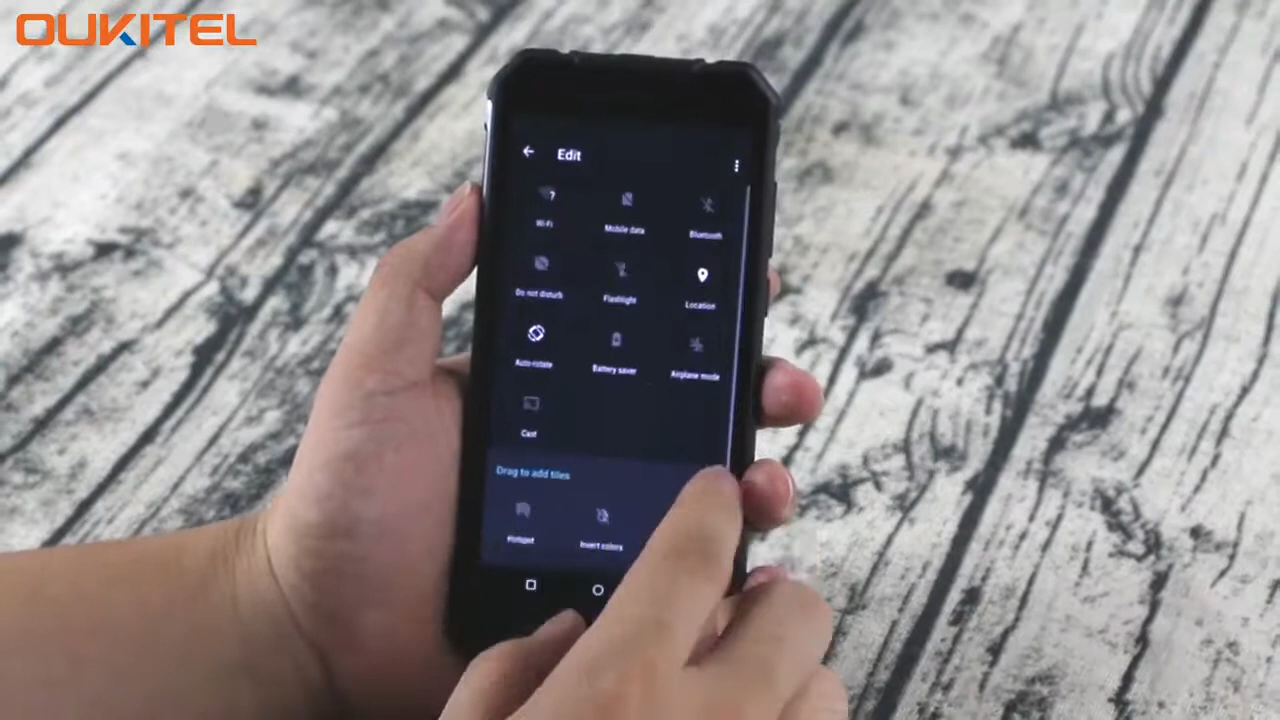 OUKITEL
Edit
Wi-Fi
Mobile data
Bluetooth
Do not disturb
Flashlight
Location
Auto-rotate
Battery saver
Airplane mode
Cast
Drag to add tiles
Hotspot
Invert colors